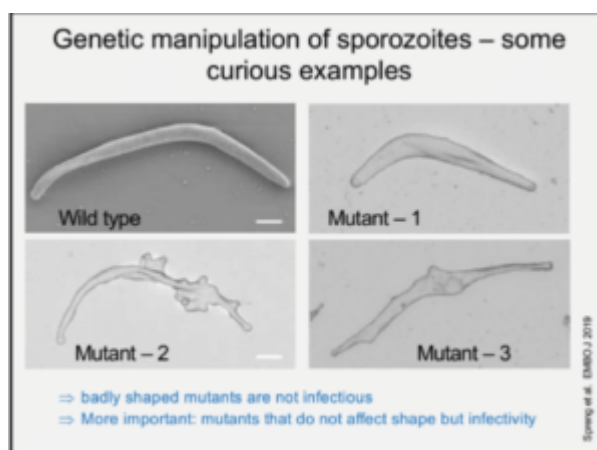 Genetic manipulation of sporozoites – some
curious examples
Wild type
Mutant – 1
Mutant – 2
Mutant – 3
⇒ badly shaped mutants are not infectious
⇒ More important: mutants that do not affect shape but infectivity
Spreng et al. EMBO J 2019